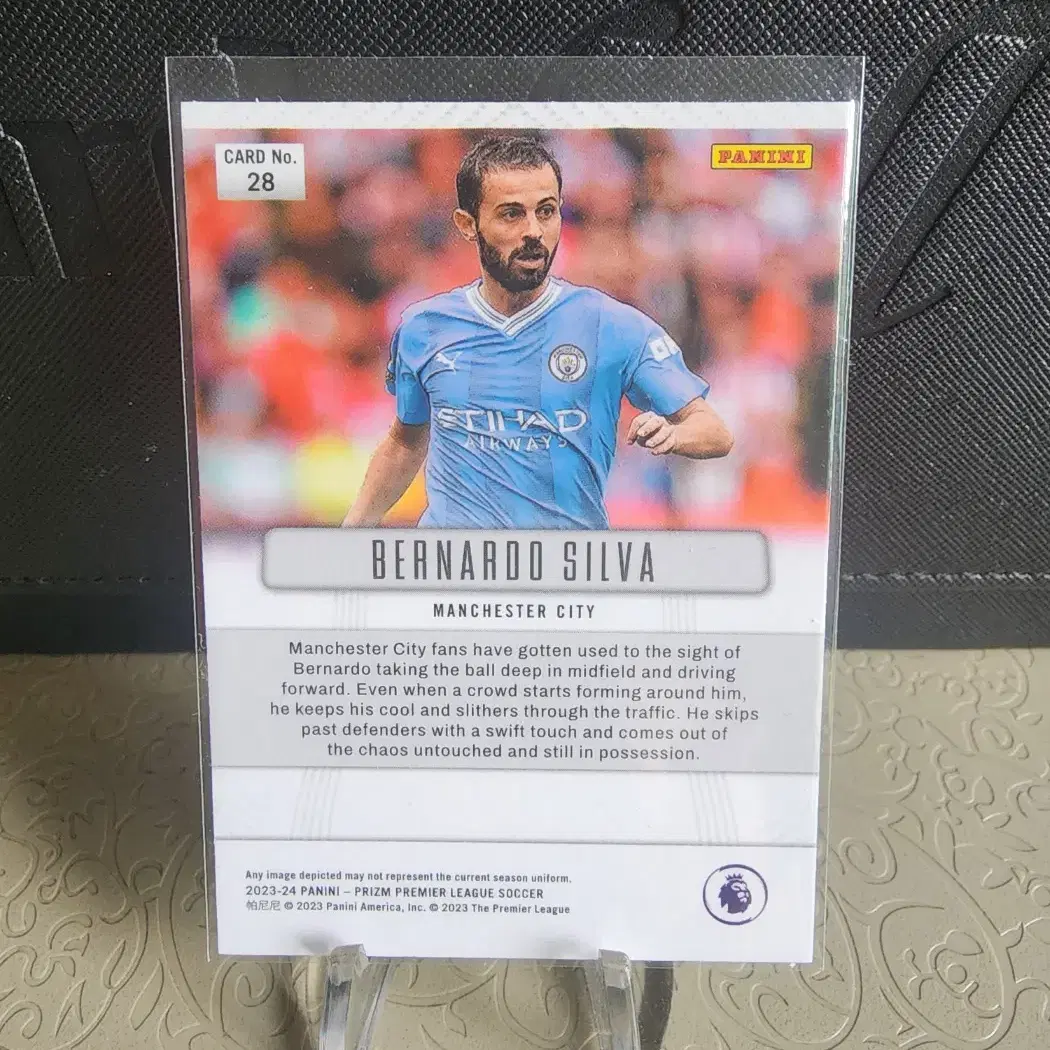 CARD No.
28
PANINI
ETIHAD
AIRWAYS
BERNARDO SILVA
MANCHESTER CITY
Manchester City fans have gotten used to the sight of
Bernardo taking the ball deep in midfield and driving
forward. Even when a crowd starts forming around him,
he keeps his cool and slithers through the traffic. He skips
past defenders with a swift touch and comes out of
the chaos untouched and still in possession.
Any image depicted may not represent the current season uniform.
2023-24 PANINI – PRIZM PREMIER LEAGUE SOCCER
帕尼尼 © 2023 Panini America, Inc. © 2023 The Premier League